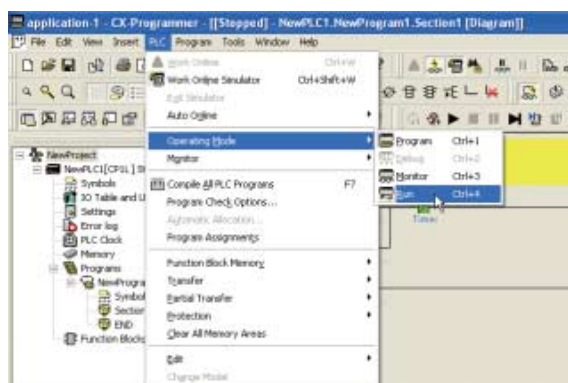 application-1 - CX-Programmer - [[Stopped] - NewPLC1.NewProgram1.Section1 [Diagram]]
File Edit View Insert PLC Program Tools Window Help
Work Online Ctrl+W
Work Online Simulator Ctrl+Shift+W
Exit Simulator
Auto Online
Operating Mode
Monitor
Program Ctrl+1
Debug Ctrl+2
Monitor Ctrl+3
Run Ctrl+4
Compile All PLC Programs F7
Program Check Options...
Automatic Allocation...
Program Assignments
Function Block Memory
Transfer
Partial Transfer
Protection
Clear All Memory Areas
Edit
Change Model
NewProject
NewPLC1[CP1L]
Symbols
IO Table and U
Settings
Error log
PLC Clock
Memory
Programs
NewProgra
Symbol
Section
END
Function Blocks
Timer